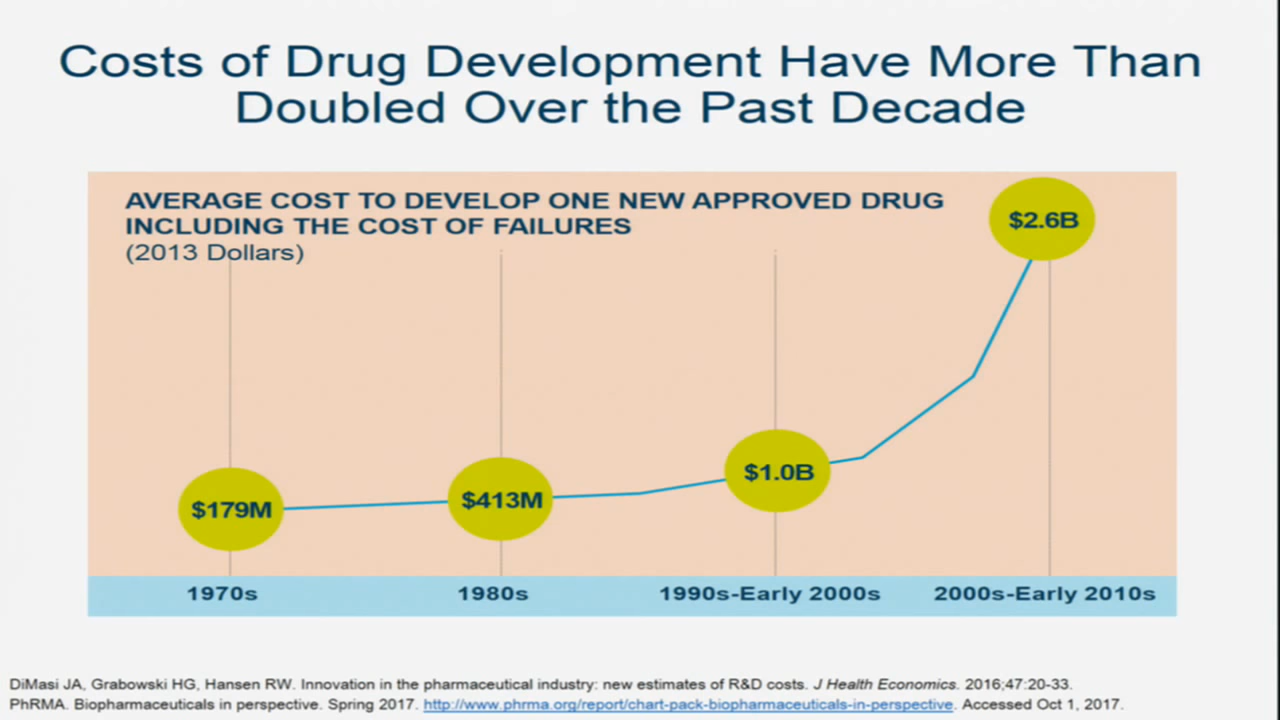 Costs of Drug Development Have More Than
Doubled Over the Past Decade
AVERAGE COST TO DEVELOP ONE NEW APPROVED DRUG
INCLUDING THE COST OF FAILURES
(2013 Dollars)
$2.6B
$1.0B
$413M
$179M
1970s
1980s
1990s-Early 2000s
2000s-Early 2010s
DiMasi JA, Grabowski HG, Hansen RW. Innovation in the pharmaceutical industry: new estimates of R&D costs. J Health Economics. 2016;47:20-33.
PhRMA. Biopharmaceuticals in perspective. Spring 2017. http://www.phrma.org/report/chart-pack-biopharmaceuticals-in-perspective. Accessed Oct 1, 2017.